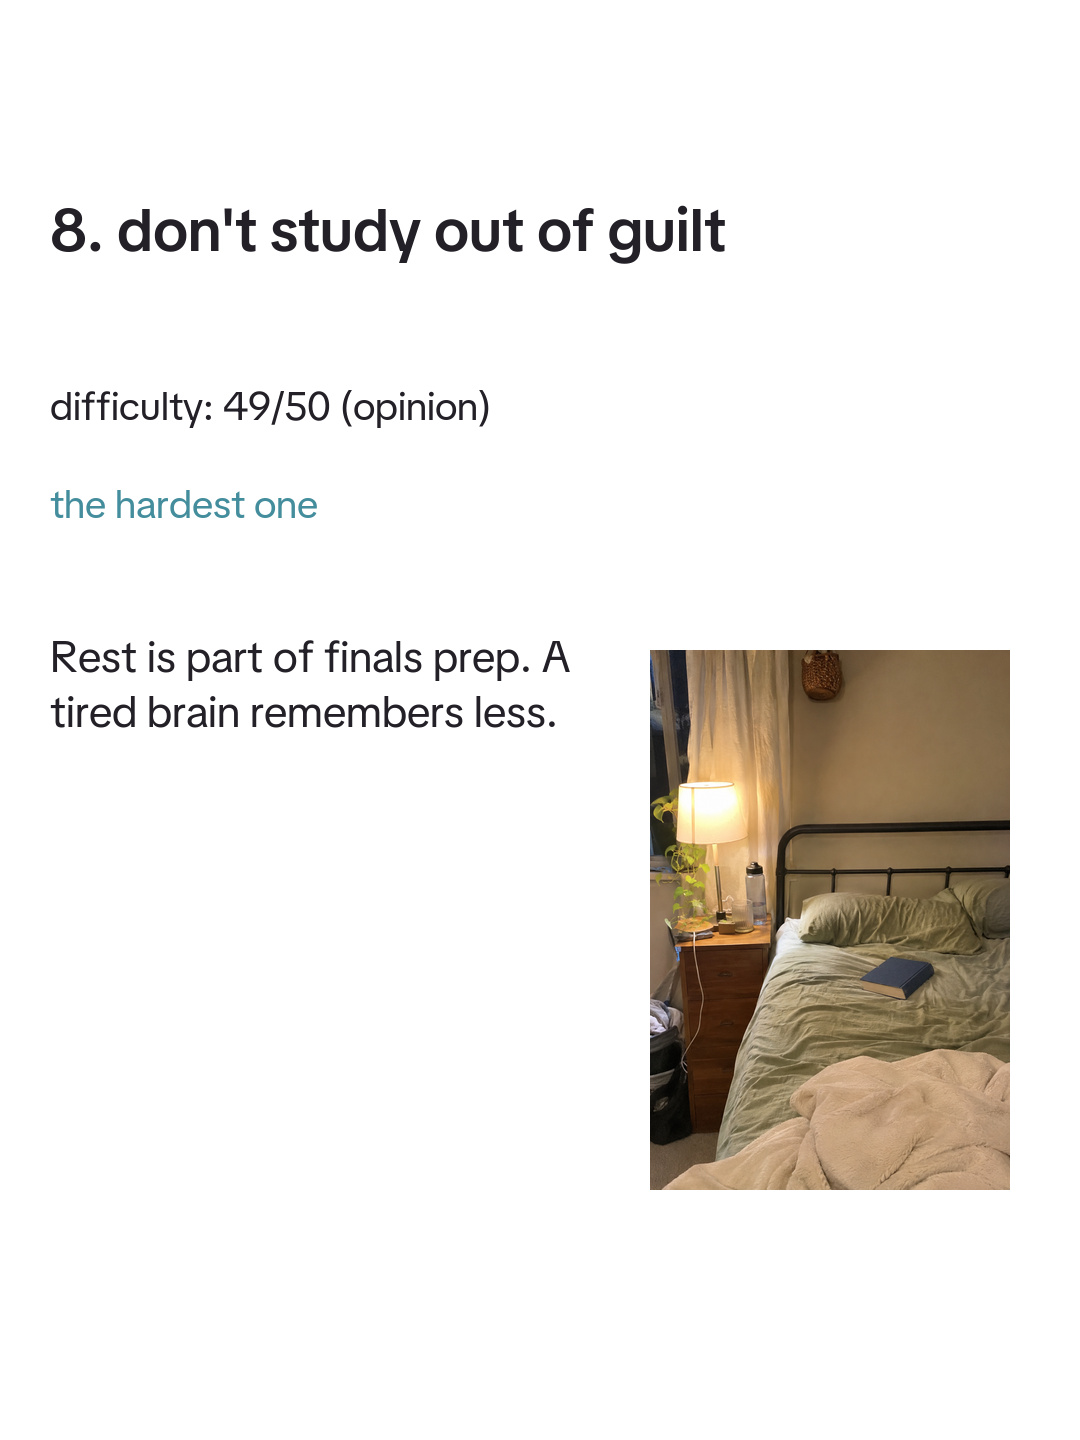 8. don't study out of guilt
difficulty: 49/50 (opinion)
the hardest one
Rest is part of finals prep. A
tired brain remembers less.